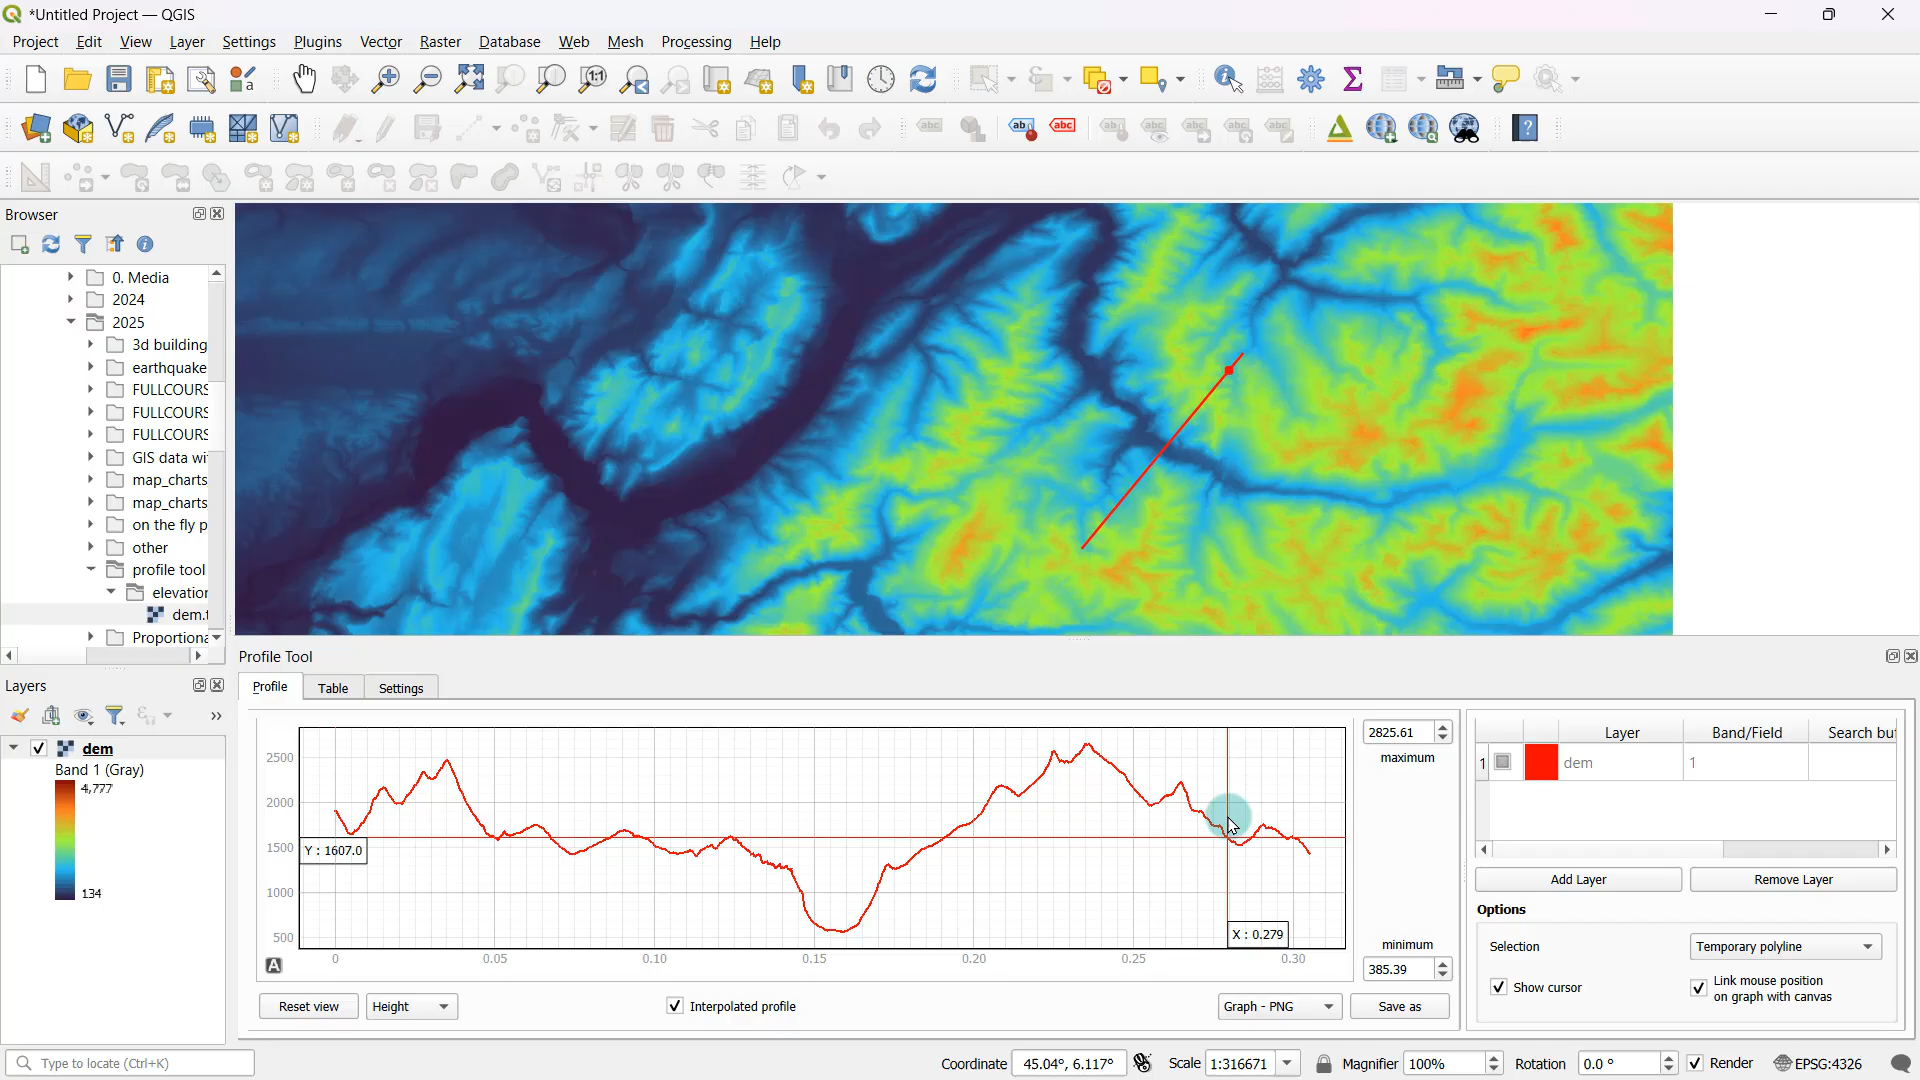 *Untitled Project — QGIS
Project Edit View Layer Settings Plugins Vector Raster Database Web Mesh Processing Help
Browser
0. Media
2024
2025
3d building
earthquake
FULLCOURS
FULLCOURS
FULLCOURS
GIS data wi
map_charts
map_charts
on the fly p
other
profile tool
elevation
dem.t
Proportiona
Layers
dem
Band 1 (Gray)
4,777
134
Profile Tool
Profile Table Settings
2500
2000
1500
1000
500
Y : 1607.0
X : 0.279
0 0.05 0.10 0.15 0.20 0.25 0.30
A
2825.61
maximum
minimum
385.39
Reset view Height Interpolated profile Graph - PNG Save as
Layer Band/Field Search buf
1 dem 1
Add Layer Remove Layer
Options
Selection Temporary polyline
Show cursor
Link mouse position
on graph with canvas
Type to locate (Ctrl+K)
Coordinate 45.04°, 6.117° Scale 1:316671 Magnifier 100% Rotation 0.0 ° Render EPSG:4326